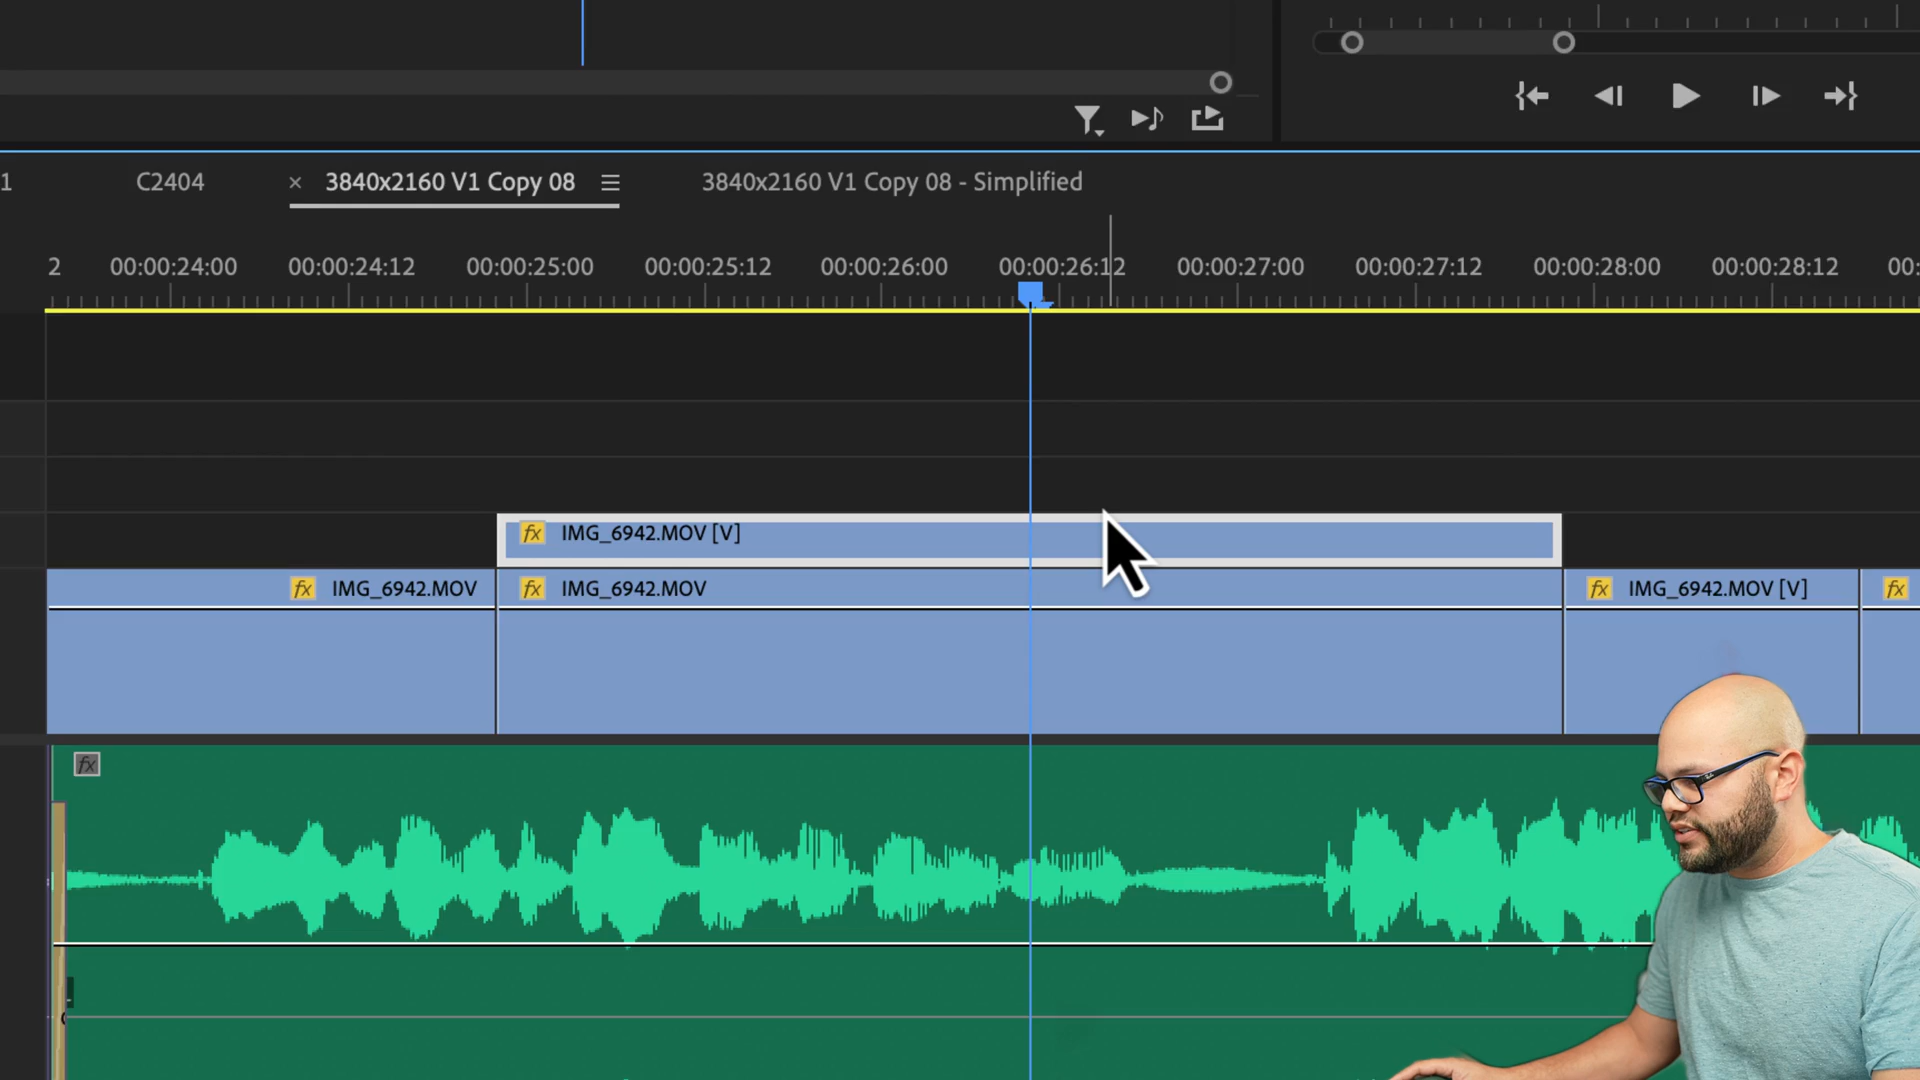 1 C2404 × 3840x2160 V1 Copy 08 3840x2160 V1 Copy 08 - Simplified
2 00:00:24:00 00:00:24:12 00:00:25:00 00:00:25:12 00:00:26:00 00:00:26:12 00:00:27:00 00:00:27:12 00:00:28:00 00:00:28:12 00:
fx IMG_6942.MOV [V]
fx IMG_6942.MOV fx IMG_6942.MOV fx IMG_6942.MOV [V] fx
fx